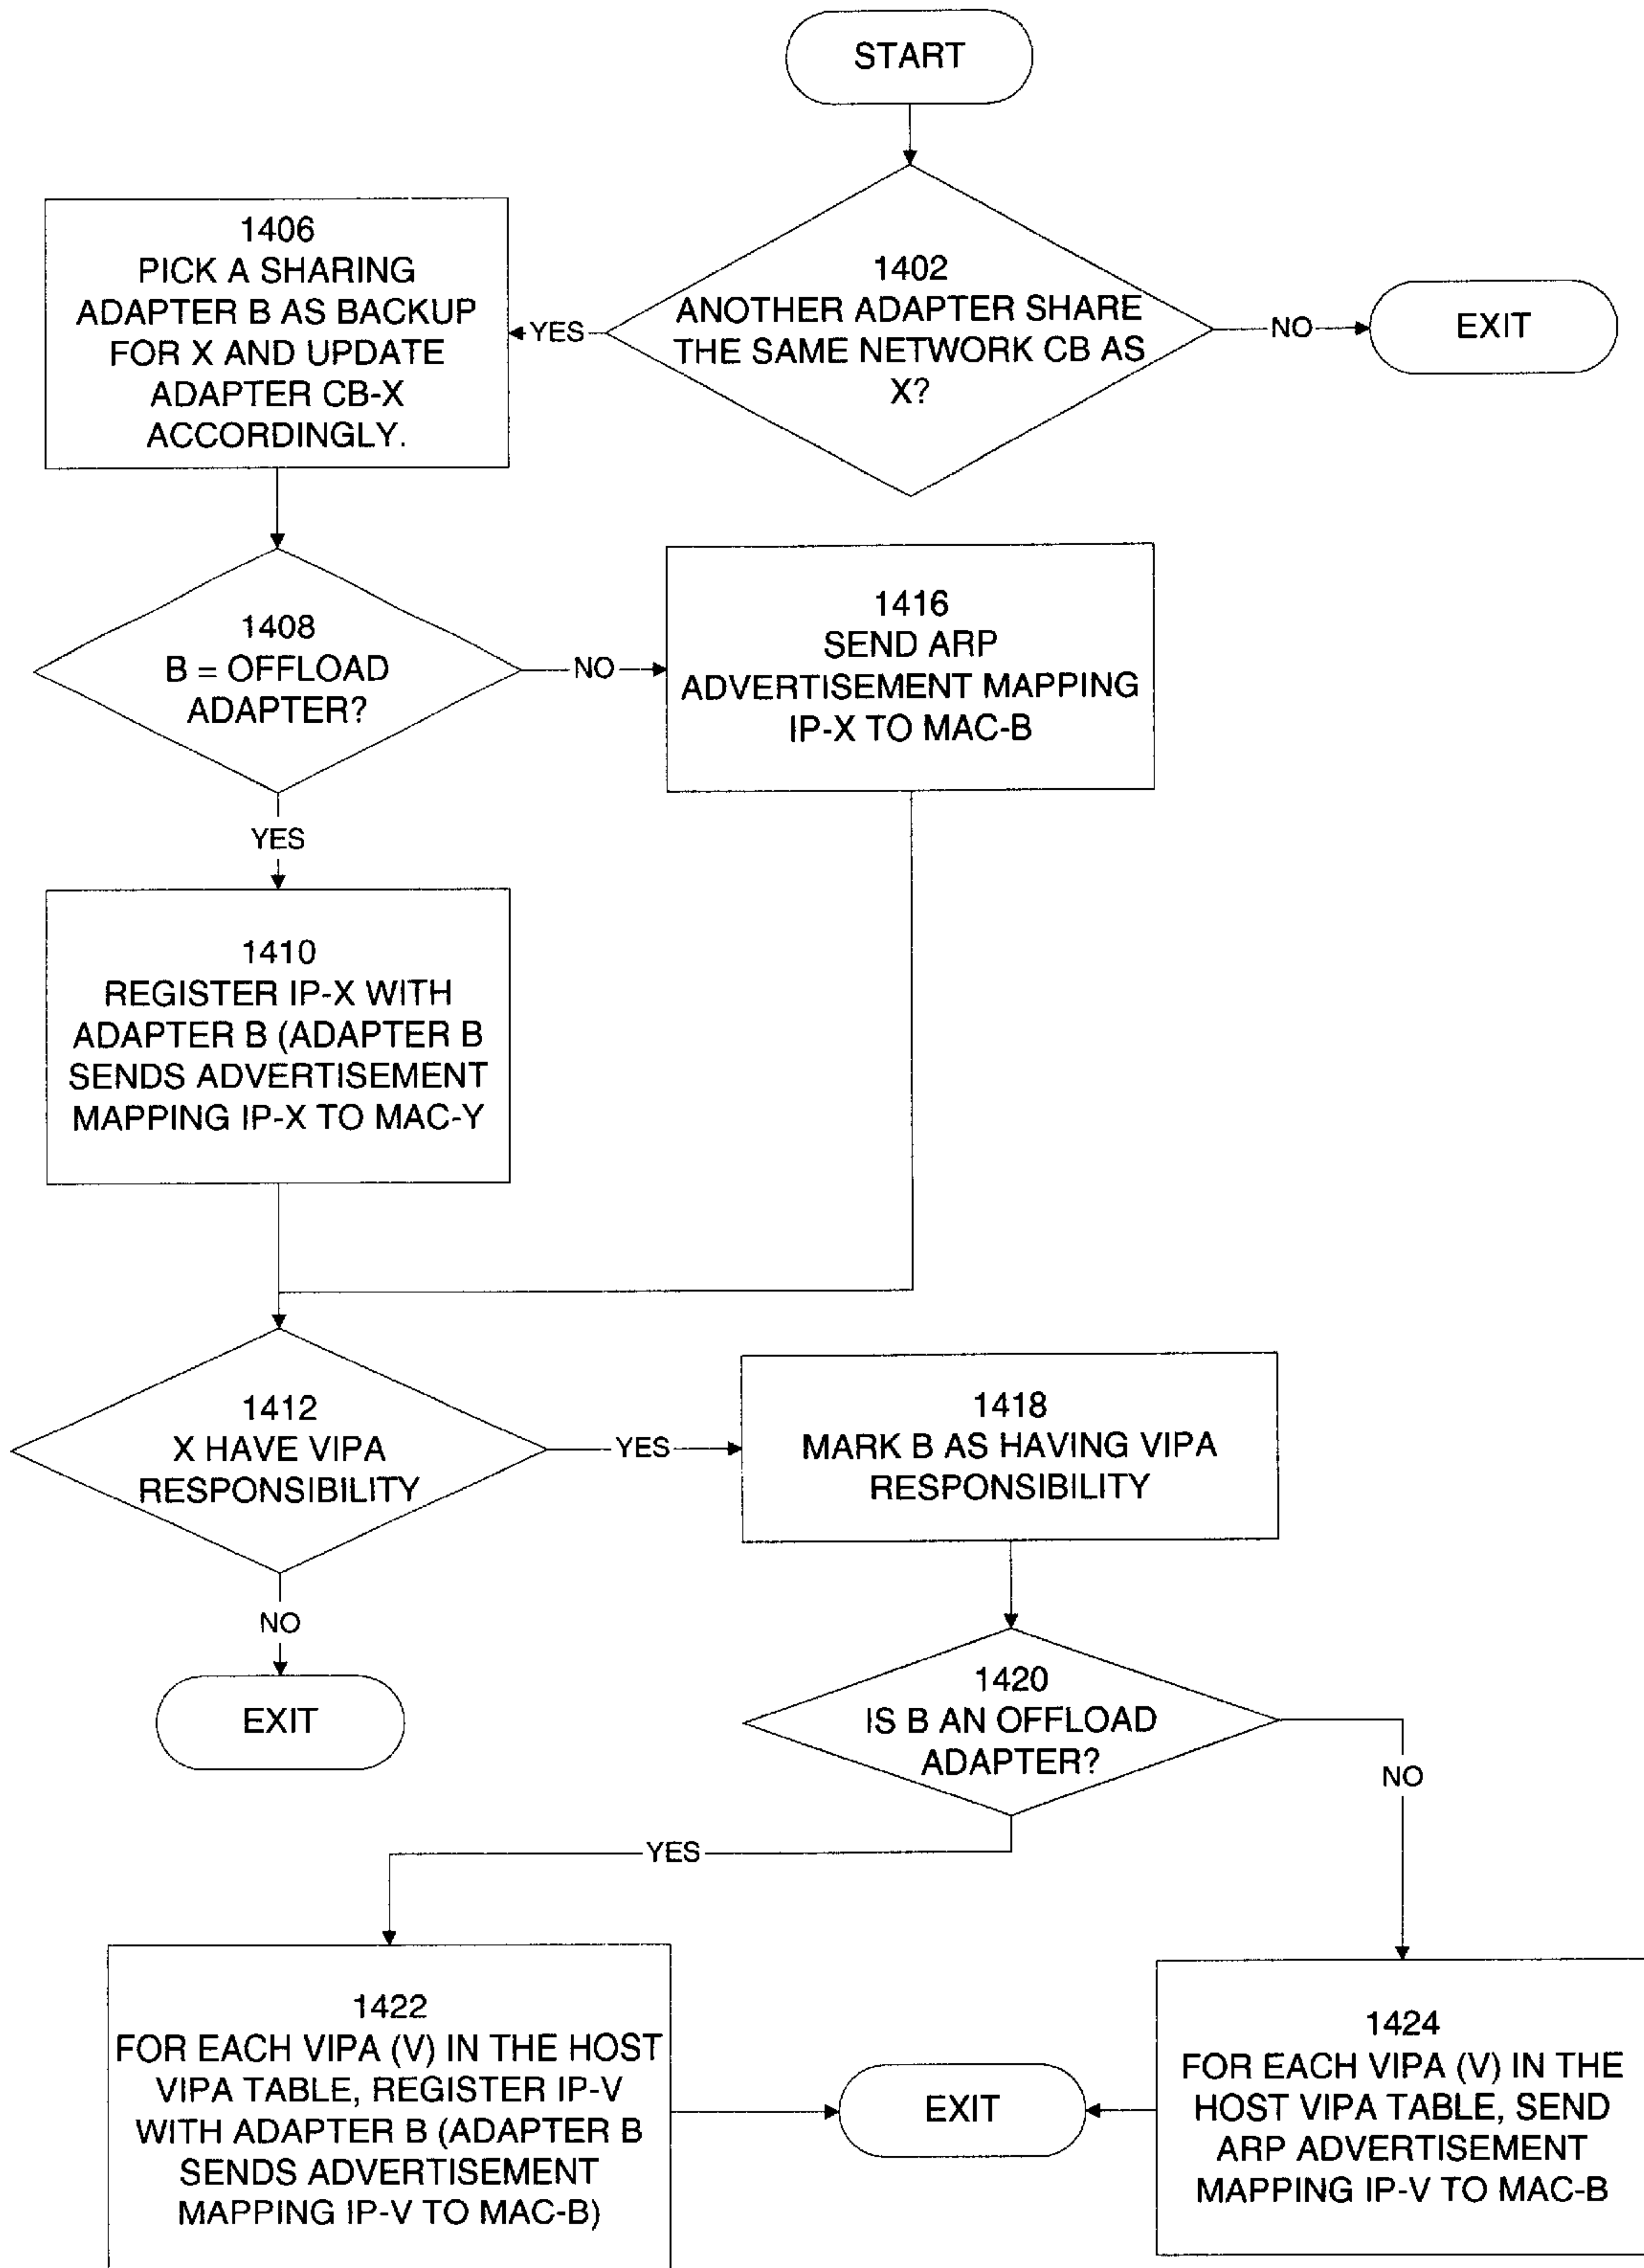 START
1402
ANOTHER ADAPTER SHARE
THE SAME NETWORK CB AS
X?
YES
NO
EXIT
1406
PICK A SHARING
ADAPTER B AS BACKUP
FOR X AND UPDATE
ADAPTER CB-X
ACCORDINGLY.
1408
B = OFFLOAD
ADAPTER?
NO
1416
SEND ARP
ADVERTISEMENT MAPPING
IP-X TO MAC-B
YES
1410
REGISTER IP-X WITH
ADAPTER B (ADAPTER B
SENDS ADVERTISEMENT
MAPPING IP-X TO MAC-Y
1412
X HAVE VIPA
RESPONSIBILITY
YES
1418
MARK B AS HAVING VIPA
RESPONSIBILITY
NO
EXIT
1420
IS B AN OFFLOAD
ADAPTER?
NO
YES
1422
FOR EACH VIPA (V) IN THE HOST
VIPA TABLE, REGISTER IP-V
WITH ADAPTER B (ADAPTER B
SENDS ADVERTISEMENT
MAPPING IP-V TO MAC-B)
EXIT
1424
FOR EACH VIPA (V) IN THE
HOST VIPA TABLE, SEND
ARP ADVERTISEMENT
MAPPING IP-V TO MAC-B